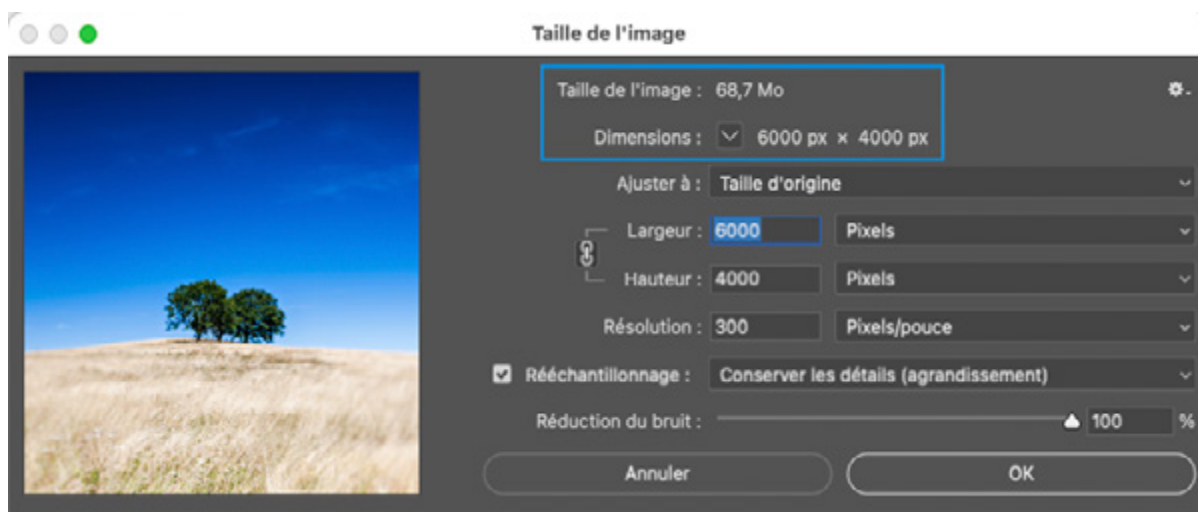 Taille de l'image
Taille de l'image : 68,7 Mo
Dimensions : 6000 px × 4000 px
Ajuster à : Taille d'origine
Largeur : 6000 Pixels
Hauteur : 4000 Pixels
Résolution : 300 Pixels/pouce
Rééchantillonnage : Conserver les détails (agrandissement)
Réduction du bruit : 100 %
Annuler OK